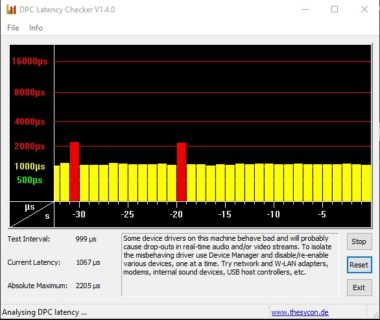 DPC Latency Checker V1.4.0
File Info
16000µs
8000µs
4000µs
2000µs
1000µs
500µs
µs
s -30 -25 -20 -15 -10 -5
Test Interval: 999 µs
Current Latency: 1067 µs
Absolute Maximum: 2205 µs
Some device drivers on this machine behave bad and will probably
cause drop-outs in real-time audio and/or video streams. To isolate
the misbehaving driver use Device Manager and disable/re-enable
various devices, one at a time. Try network and W-LAN adapters,
modems, internal sound devices, USB host controllers, etc.
Stop
Reset
Exit
Analysing DPC latency ... www.thesycon.de